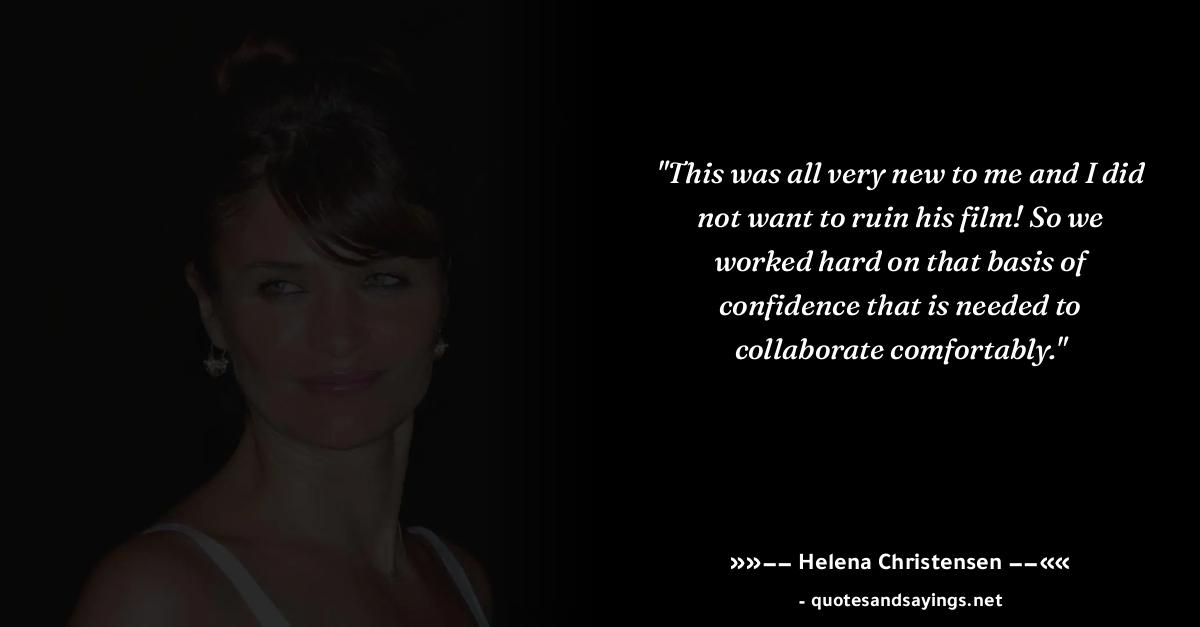 "This was all very new to me and I did
not want to ruin his film! So we
worked hard on that basis of
confidence that is needed to
collaborate comfortably."
»»−− Helena Christensen −−««
- quotesandsayings.net